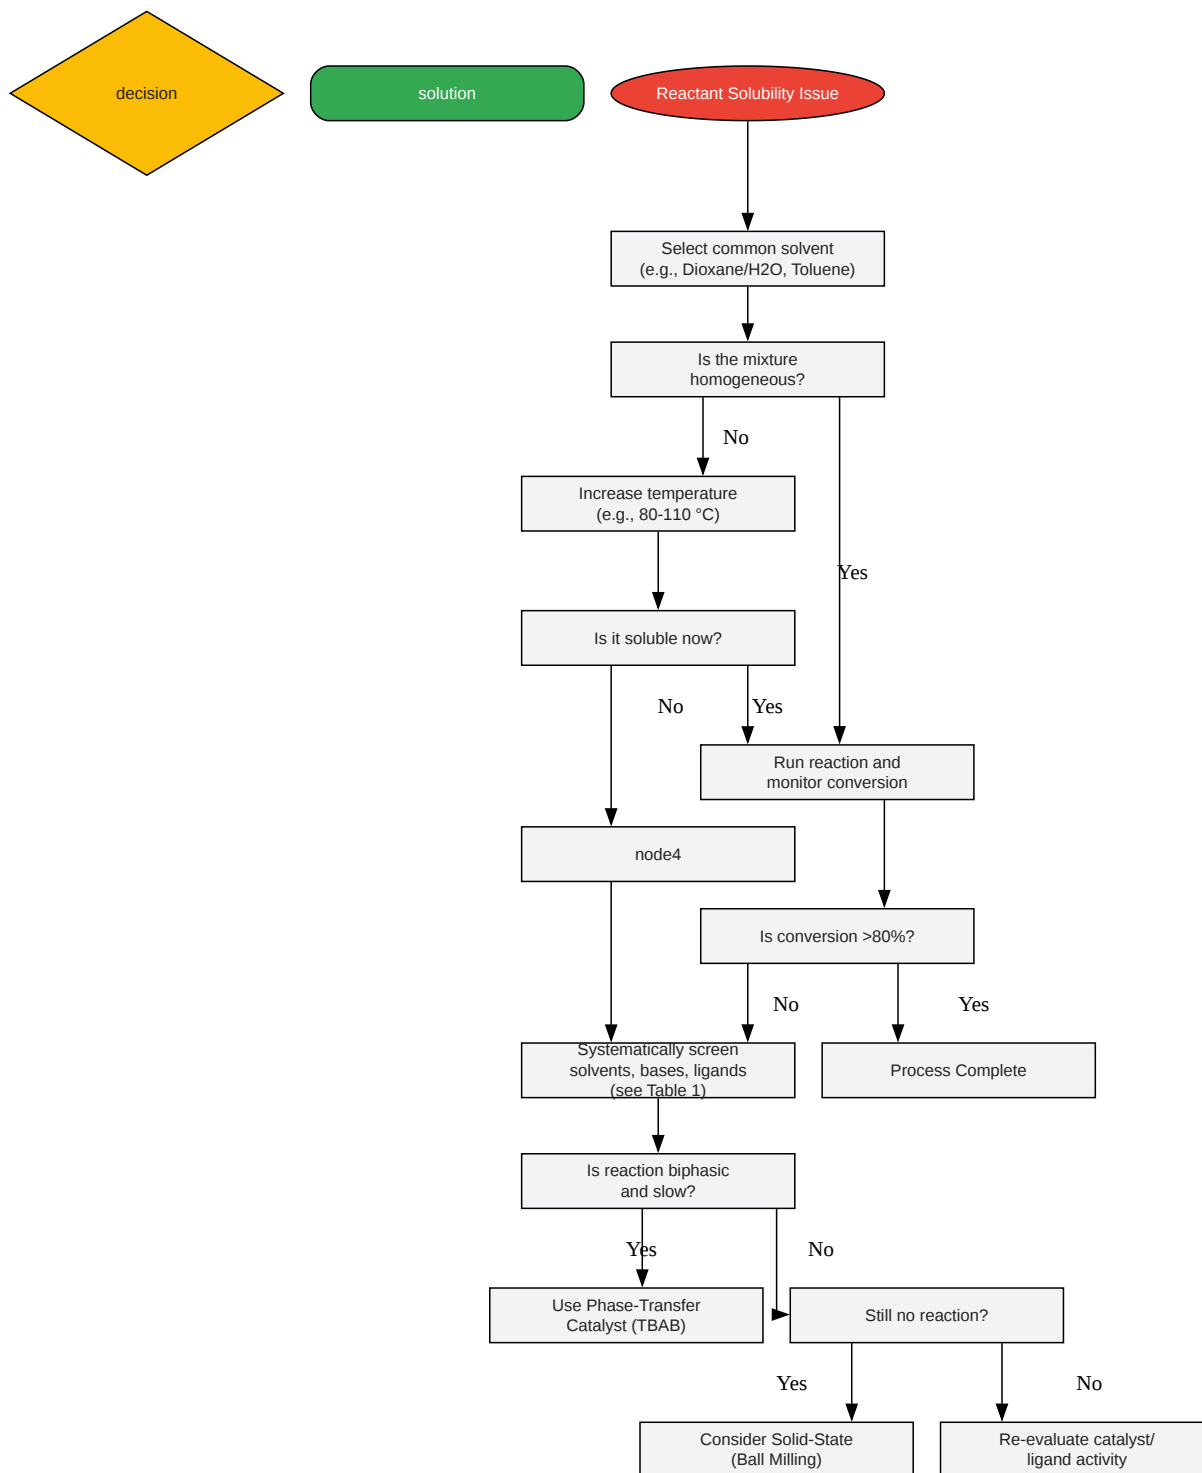 decision
solution
Reactant Solubility Issue
Select common solvent
(e.g., Dioxane/H2O, Toluene)
Is the mixture
homogeneous?
No
Increase temperature
(e.g., 80-110 °C)
Yes
Is it soluble now?
No
Yes
Run reaction and
monitor conversion
node4
Is conversion >80%?
No
Yes
Systematically screen
solvents, bases, ligands
(see Table 1)
Process Complete
Is reaction biphasic
and slow?
Yes
No
Use Phase-Transfer
Catalyst (TBAB)
Still no reaction?
Yes
No
Consider Solid-State
(Ball Milling)
Re-evaluate catalyst/
ligand activity